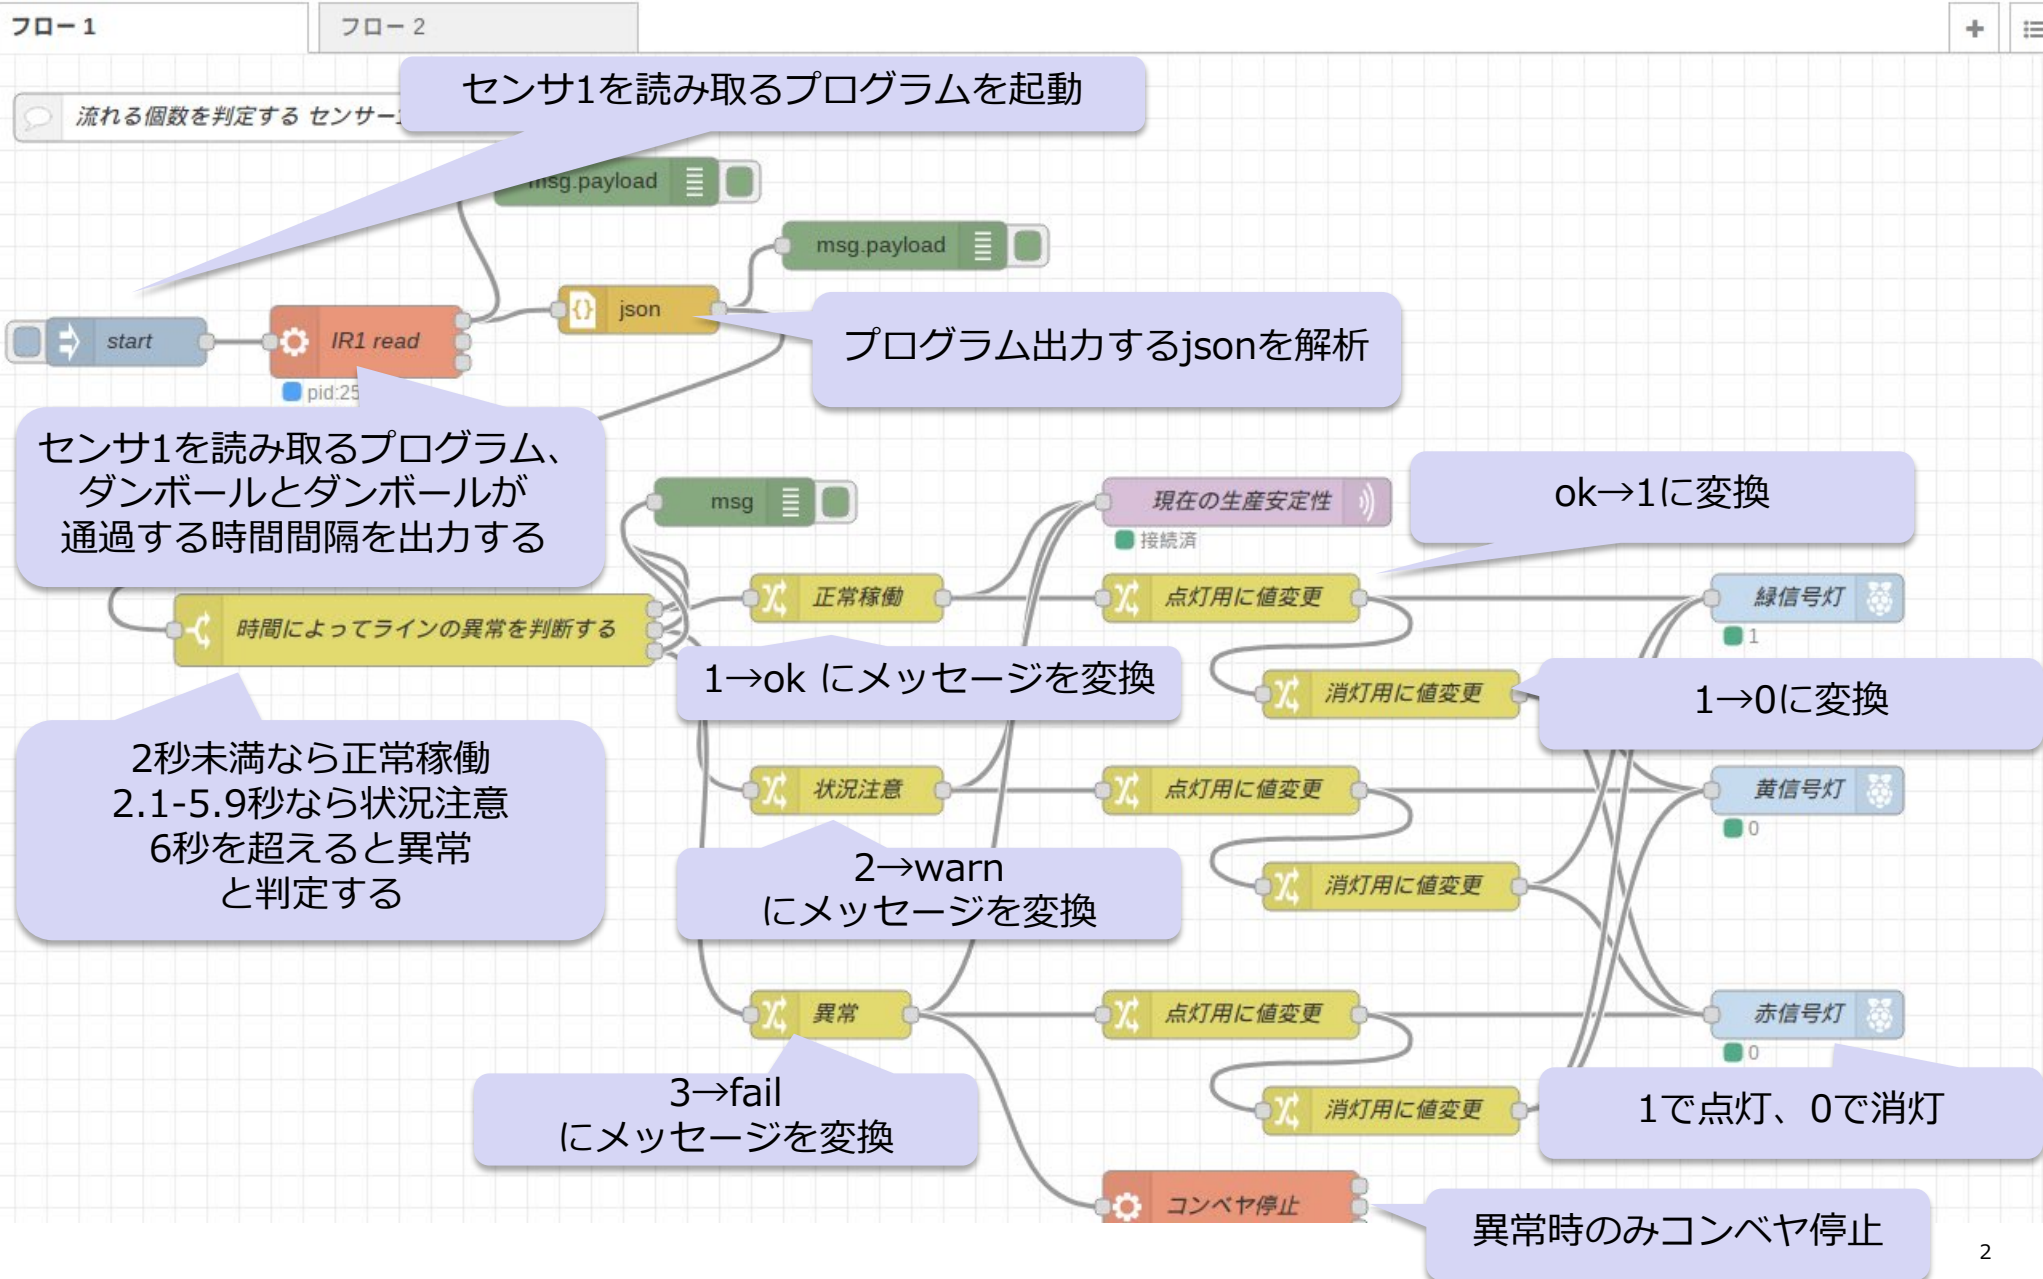 フロー 1
フロー 2
センサ1を読み取るプログラムを起動
流れる個数を判定する センサー
msg.payload
msg.payload
json
start
IR1 read
プログラム出力するjsonを解析
pid:25
センサ1を読み取るプログラム、
ダンボールとダンボールが
通過する時間間隔を出力する
msg
現在の生産安定性
接続済
ok→1に変換
正常稼働
点灯用に値変更
緑信号灯
1
時間によってラインの異常を判断する
1→ok にメッセージを変換
消灯用に値変更
1→0に変換
2秒未満なら正常稼働
2.1-5.9秒なら状況注意
6秒を超えると異常
と判定する
状況注意
点灯用に値変更
黄信号灯
0
2→warn
にメッセージを変換
消灯用に値変更
異常
点灯用に値変更
赤信号灯
0
3→fail
にメッセージを変換
消灯用に値変更
1で点灯、0で消灯
コンベヤ停止
異常時のみコンベヤ停止
2